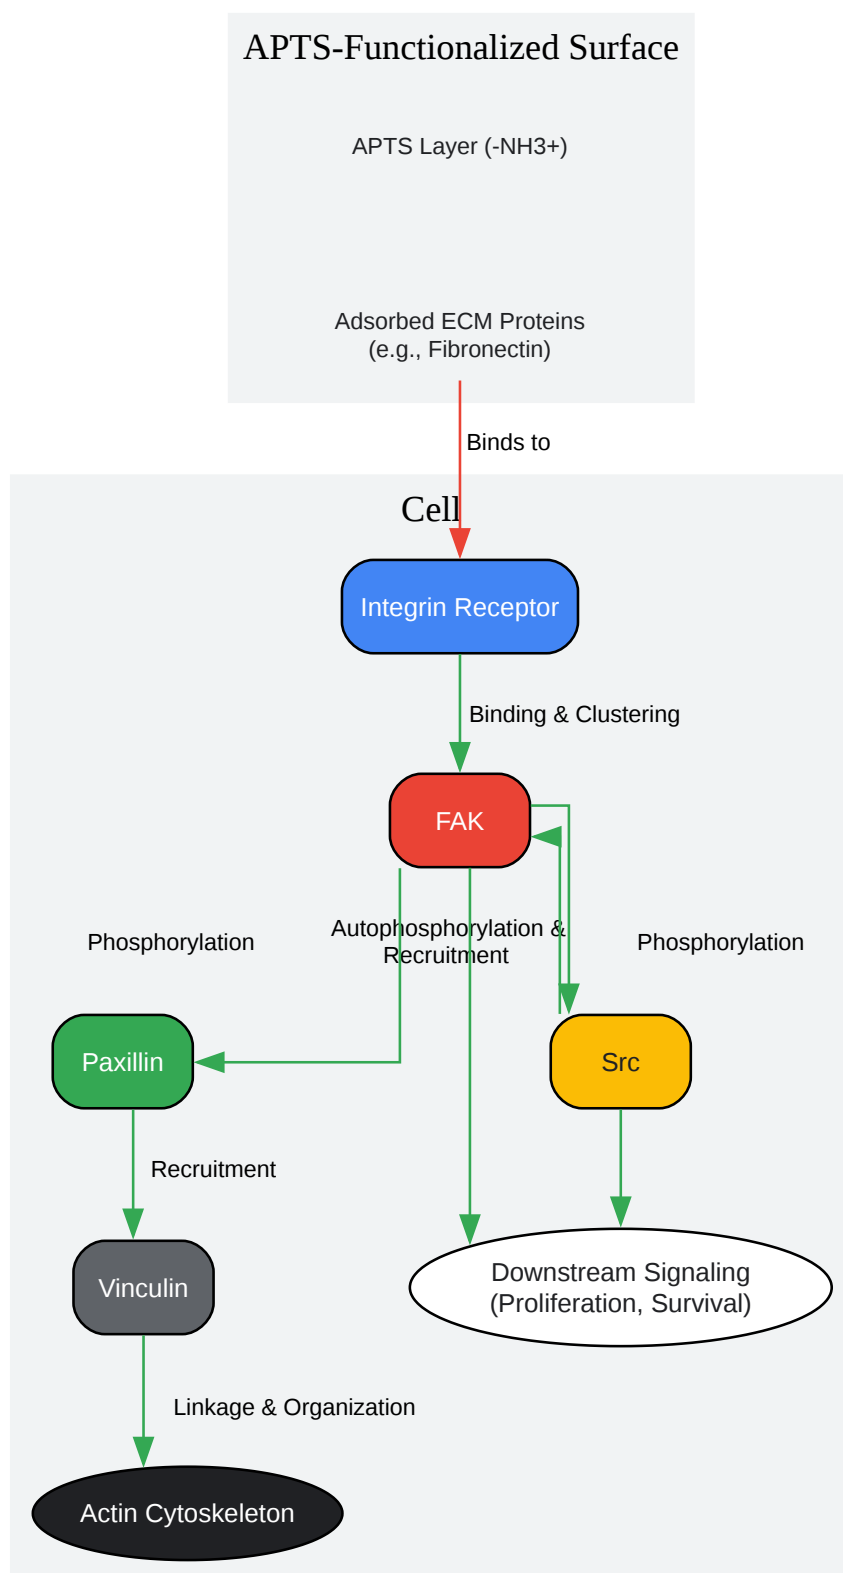 APTS-Functionalized Surface
APTS Layer (-NH3+)
Adsorbed ECM Proteins
(e.g., Fibronectin)
Binds to
Cell
Integrin Receptor
Binding & Clustering
FAK
Phosphorylation
Autophosphorylation &
Recruitment
Phosphorylation
Paxillin
Src
Recruitment
Vinculin
Downstream Signaling
(Proliferation, Survival)
Linkage & Organization
Actin Cytoskeleton